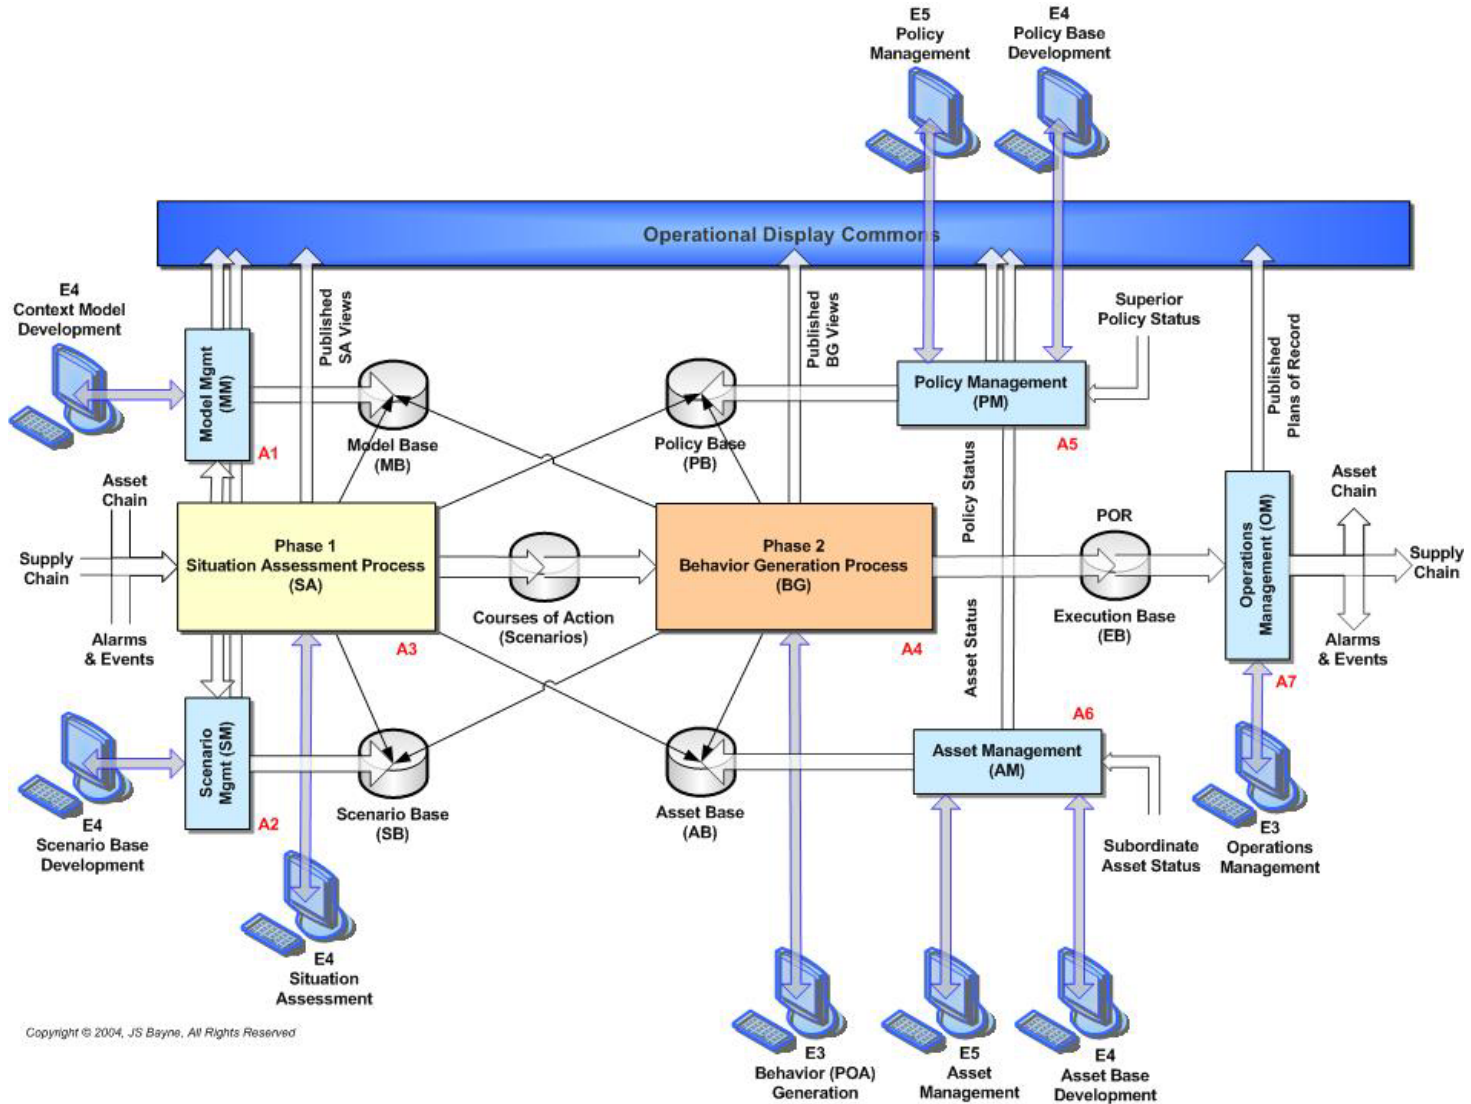 E5
Policy
Management
E4
Policy Base
Development
Operational Display Commons
E4
Context Model
Development
Model Mgmt
(MM)
A1
Published
SA Views
Model Base
(MB)
Policy Base
(PB)
Published
BG Views
Policy Management
(PM)
A5
Superior
Policy Status
Published
Plans of Record
Asset
Chain
Supply
Chain
Alarms
& Events
Phase 1
Situation Assessment Process
(SA)
A3
Courses of Action
(Scenarios)
Phase 2
Behavior Generation Process
(BG)
A4
Policy Status
Asset Status
POR
Execution Base
(EB)
Operations
Management (OM)
A7
Asset
Chain
Supply
Chain
Alarms
& Events
Scenario
Mgmt (SM)
A2
E4
Scenario Base
Development
Scenario Base
(SB)
Asset Base
(AB)
A6
Asset Management
(AM)
Subordinate
Asset Status
E3
Operations
Management
E4
Situation
Assessment
E3
Behavior (POA)
Generation
E5
Asset
Management
E4
Asset Base
Development
Copyright © 2004, JS Bayne, All Rights Reserved